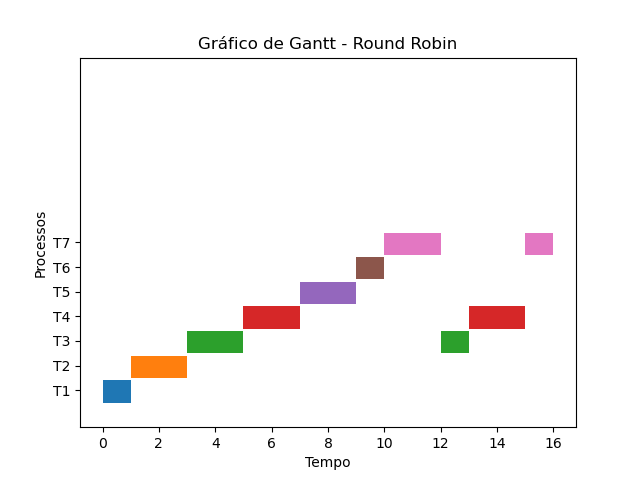 Gráfico de Gantt - Round Robin
Processos
T7
T6
T5
T4
T3
T2
T1
0 2 4 6 8 10 12 14 16
Tempo